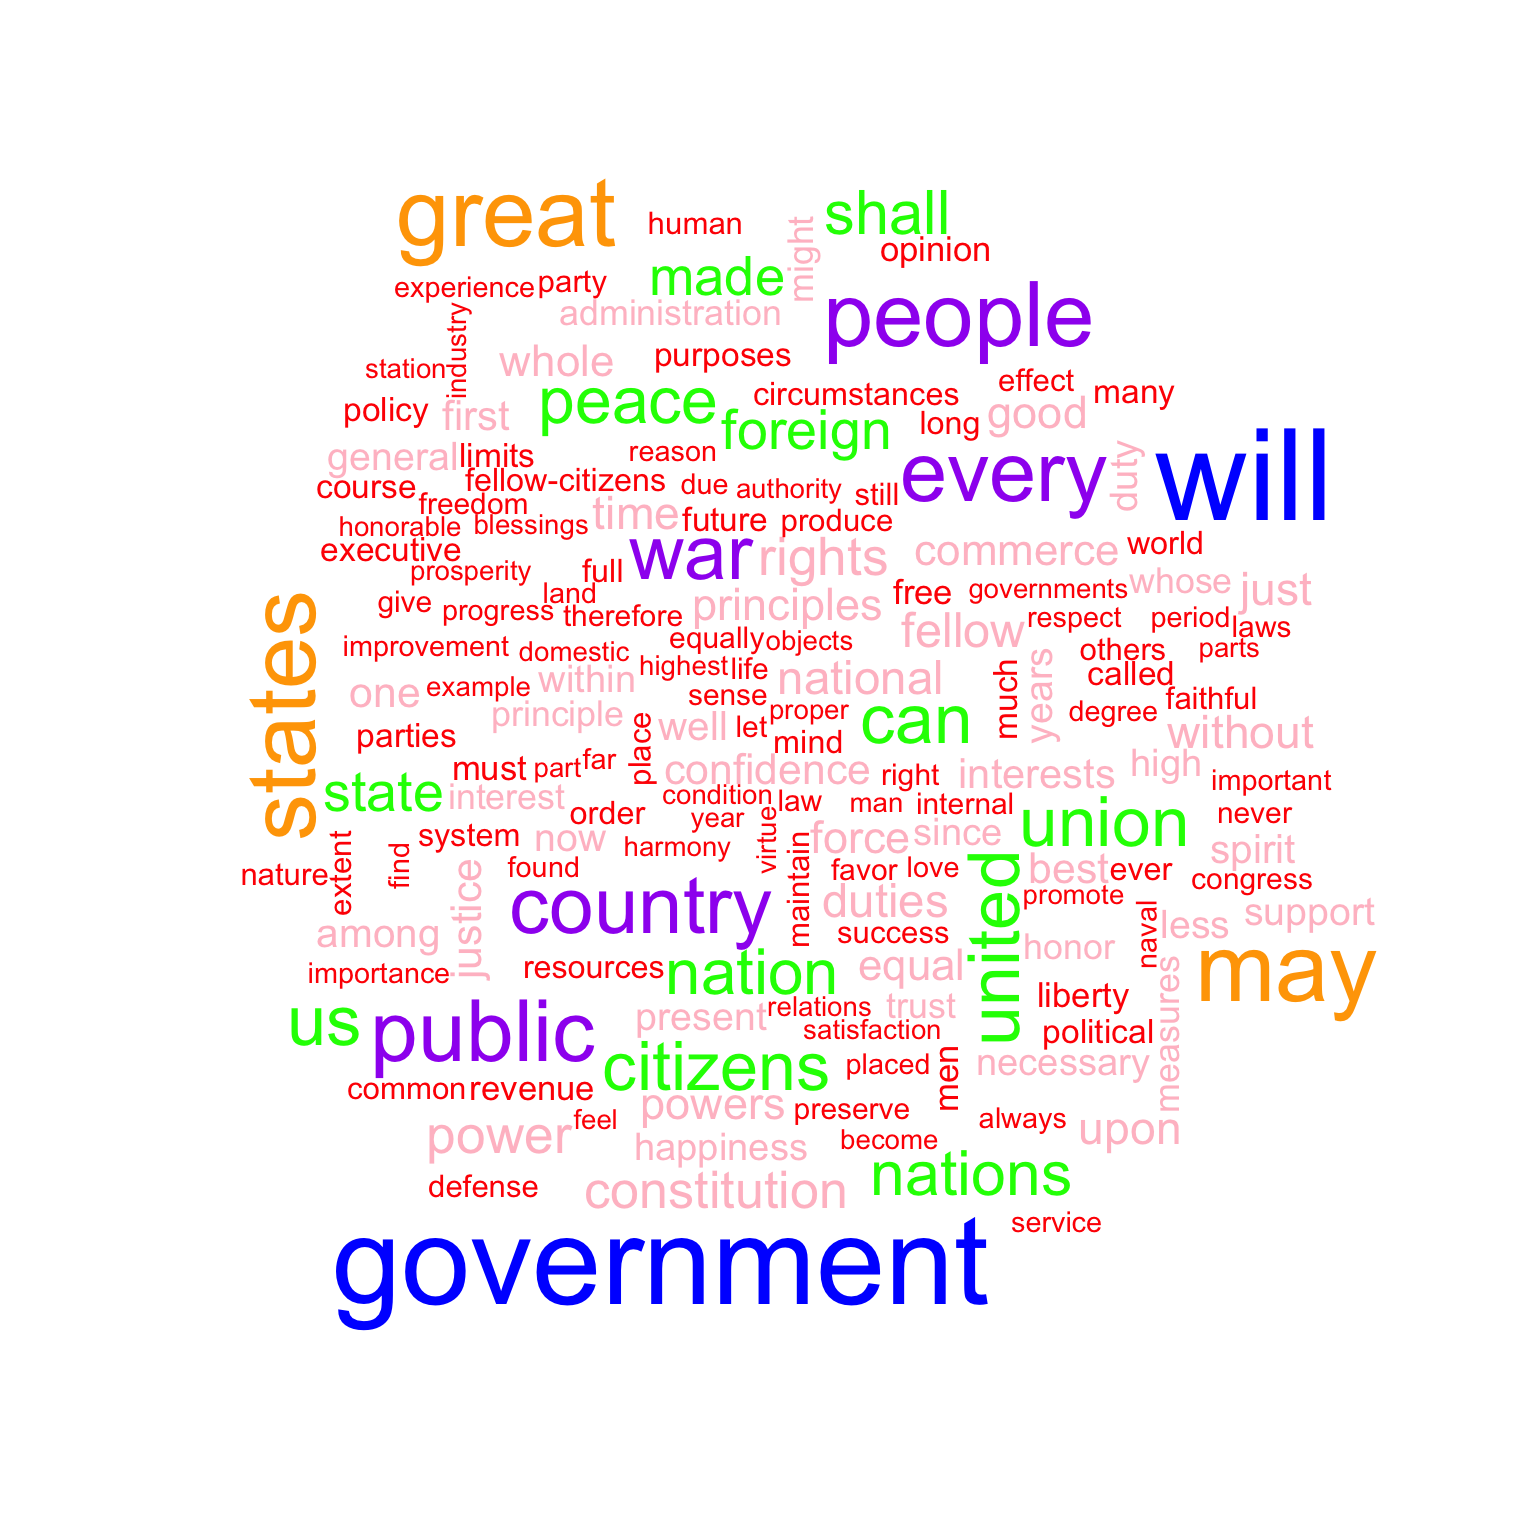 great
human
might
shall
opinion
made
experience
party
administration
people
industry
station
whole
purposes
effect
many
policy
first
peace
circumstances
foreign
long
good
general
limits
reason
every
duty
will
course
fellow-citizens
due
authority
still
freedom
honorable
blessings
time
future
produce
executive
prosperity
full
war
rights
commerce
world
give
progress
land
therefore
principles
free
governments
whose
just
states
improvement
domestic
equally
objects
fellow
respect
period
laws
one
example
within
highest
life
national
much
years
others
parts
called
principle
sense
well
let
proper
can
degree
faithful
without
parties
place
mind
must
part
far
confidence
right
interests
high
important
state
interest
order
condition
law
man
internal
union
never
system
now
year
virtue
force
since
spirit
nature
extent
find
found
harmony
maintain
favor
love
united
best
ever
congress
promote
among
justice
country
duties
success
naval
less
support
importance
resources
nation
equal
honor
may
us
public
present
relations
trust
liberty
measures
satisfaction
political
citizens
placed
men
necessary
common
revenue
powers
preserve
feel
always
upon
power
happiness
become
defense
constitution
nations
service
government